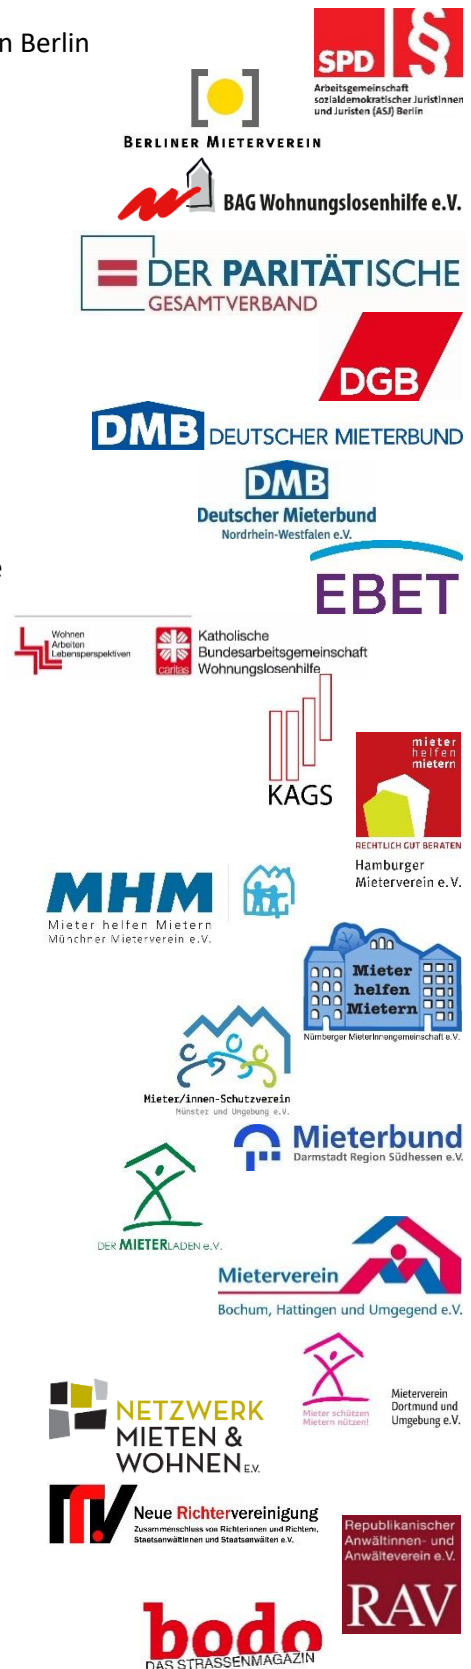 n Berlin
SPD §
Arbeitsgemeinschaft
sozialdemokratischer Juristinnen
und Juristen (ASJ) Berlin
BERLINER MIETERVEREIN
BAG Wohnungslosenhilfe e.V.
DER PARITÄTISCHE
GESAMTVERBAND
DGB
DMB DEUTSCHER MIETERBUND
DMB
Deutscher Mieterbund
Nordrhein-Westfalen e.V.
e
EBET
Wohnen
Arbeiten
Lebensperspektiven
caritas
Katholische
Bundesarbeitsgemeinschaft
Wohnungslosenhilfe
KAGS
mieter
helfen
mietern
RECHTLICH GUT BERATEN
Hamburger
Mieterverein e.V.
MHM
Mieter helfen Mietern
Münchner Mieterverein e.V.
Mieter
helfen
Mietern
Nürnberger MieterInnengemeinschaft e.V.
Mieter/innen-Schutzverein
Münster und Umgebung e.V.
Mieterbund
Darmstadt Region Südhessen e.V.
DER MIETERLADEN e.V.
Mieterverein
Bochum, Hattingen und Umgegend e.V.
Mieter schützen
Mietern nützen!
Mieterverein
Dortmund und
Umgebung e.V.
NETZWERK
MIETEN &
WOHNEN E.V.
Neue Richtervereinigung
Zusammenschluss von Richterinnen und Richtern,
Staatsanwältinnen und Staatsanwälten e.V.
Republikanischer
Anwältinnen- und
Anwälteverein e.V.
RAV
bodo
DAS STRASSENMAGAZIN